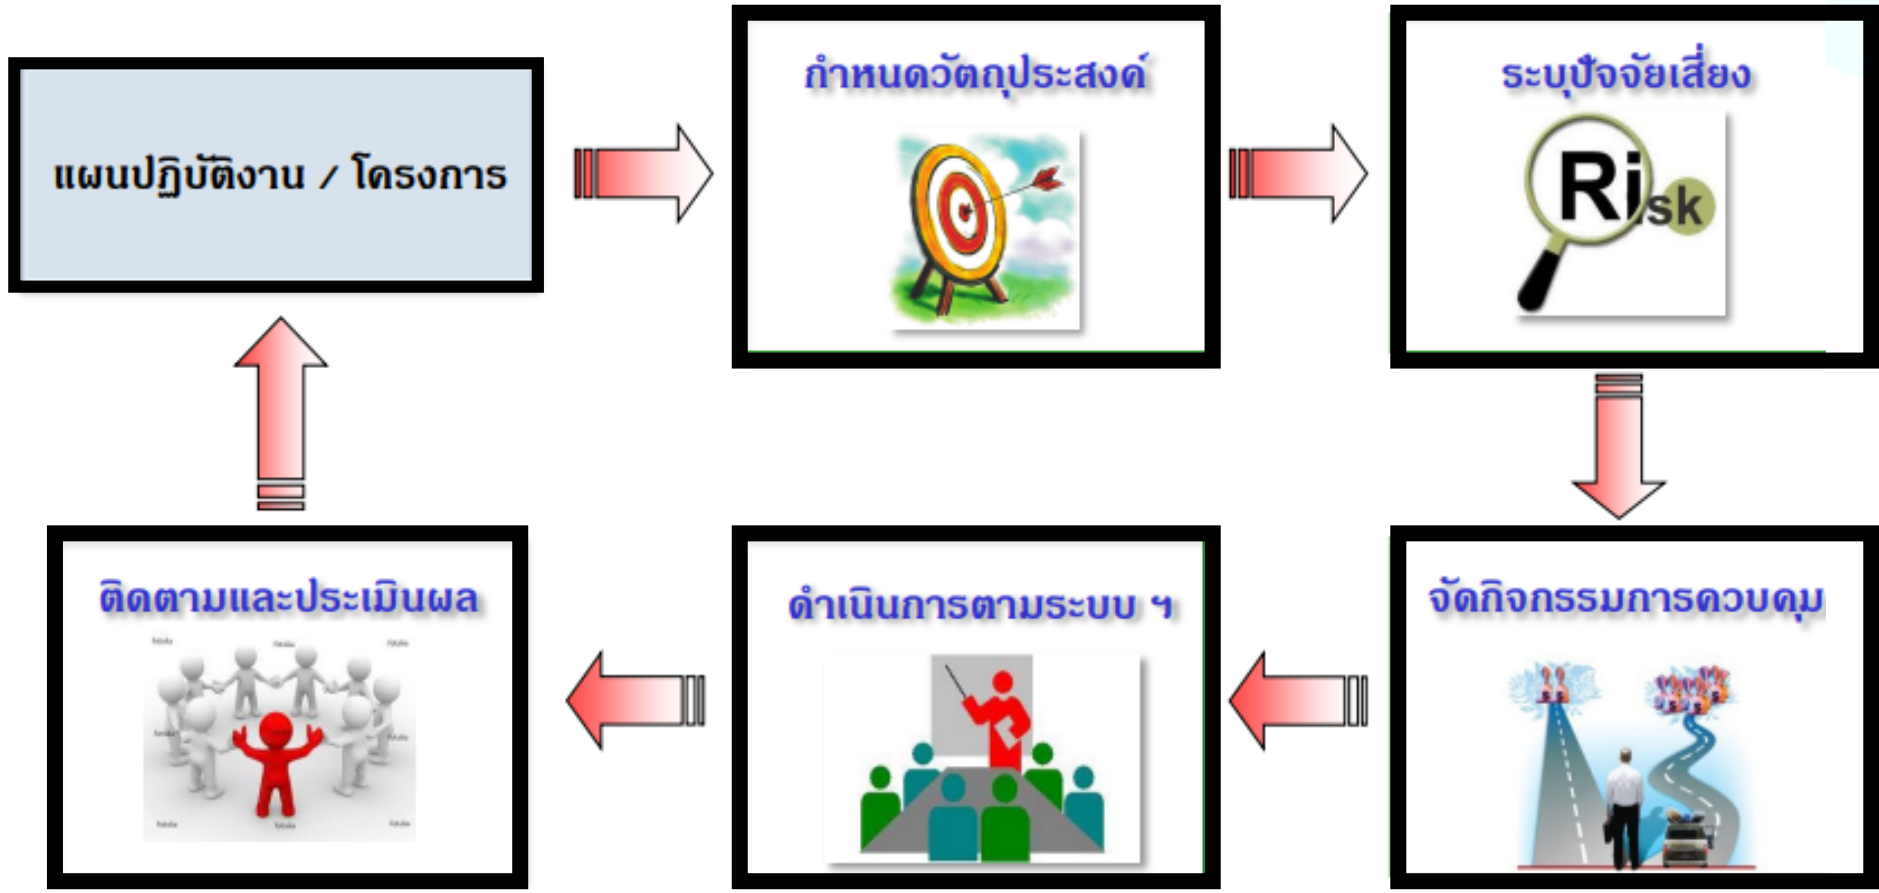 แผนปฏิบัติงาน / โครงการ
กำหนดวัตถุประสงค์
ระบุปัจจัยเสี่ยง
Risk
จัดกิจกรรมการควบคุม
ดำเนินการตามระบบ ฯ
ติดตามและประเมินผล